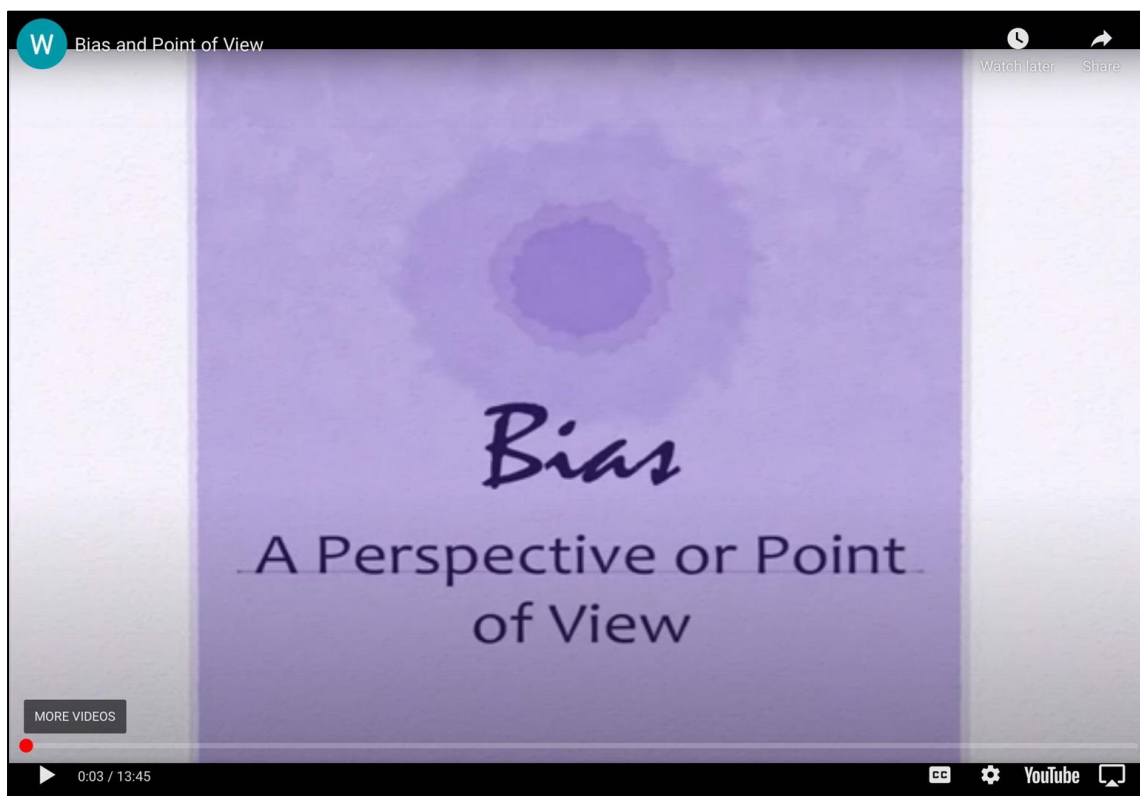 W Bias and Point of View
Watch later Share
Bias
A Perspective or Point
of View
MORE VIDEOS
0:03 / 13:45
CC YouTube